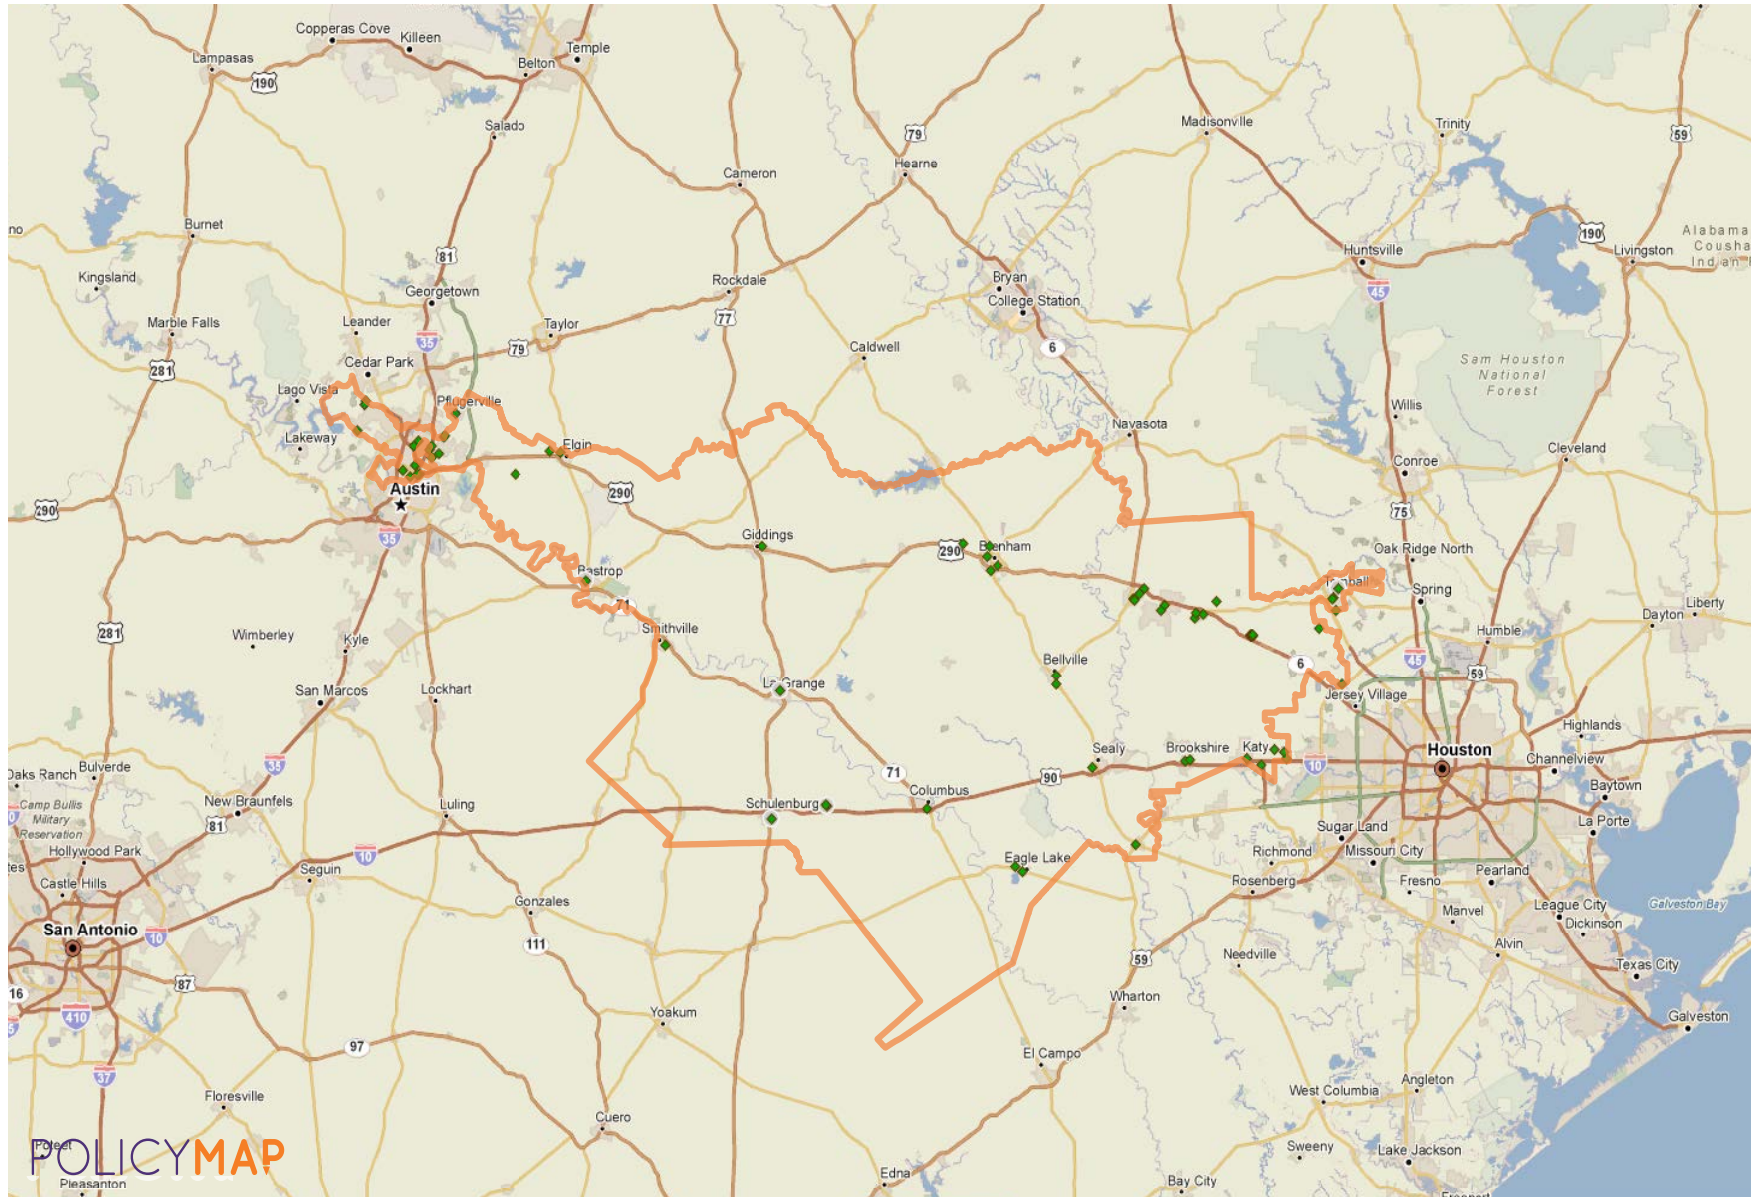 Copperas Cove
Killeen
Temple
Lampasas
Belton
190
Salado
79
Madisonville
Trinity
59
Hearne
Cameron
no
Burnet
190
Alabama
Cousha
Indian
Livingston
Huntsville
81
Kingsland
Georgetown
Rockdale
Bryan
College Station
45
Marble Falls
Leander
Taylor
77
35
79
Caldwell
6
Sam Houston
National
Forest
281
Cedar Park
Lago Vista
Pflugerville
Willis
Navasota
Lakeway
Elgin
Cleveland
Conroe
Austin
290
290
75
35
Giddings
290
Brenham
Oak Ridge North
Bastrop
Tomball
71
Spring
Dayton
Liberty
281
Wimberley
Kyle
Smithville
Humble
6
45
59
Bellville
San Marcos
Lockhart
La Grange
Jersey Village
Highlands
Sealy
Brookshire
Katy
Houston
Channelview
35
10
Oaks Ranch
Bulverde
71
90
Columbus
Baytown
Camp Bullis
Military
Reservation
New Braunfels
Luling
Schulenburg
81
Sugar Land
La Porte
Hollywood Park
10
Eagle Lake
Richmond
Missouri City
tes
Seguin
Pearland
Castle Hills
Rosenberg
Fresno
Galveston Bay
Gonzales
League City
Manvel
Dickinson
San Antonio
10
111
Alvin
59
Needville
Texas City
87
16
Wharton
410
Yoakum
Galveston
97
El Campo
37
Angleton
West Columbia
Floresville
Cuero
Sweeny
Lake Jackson
Poteet
POLICYMAP
Edna
Bay City
Pleasanton
Freeport